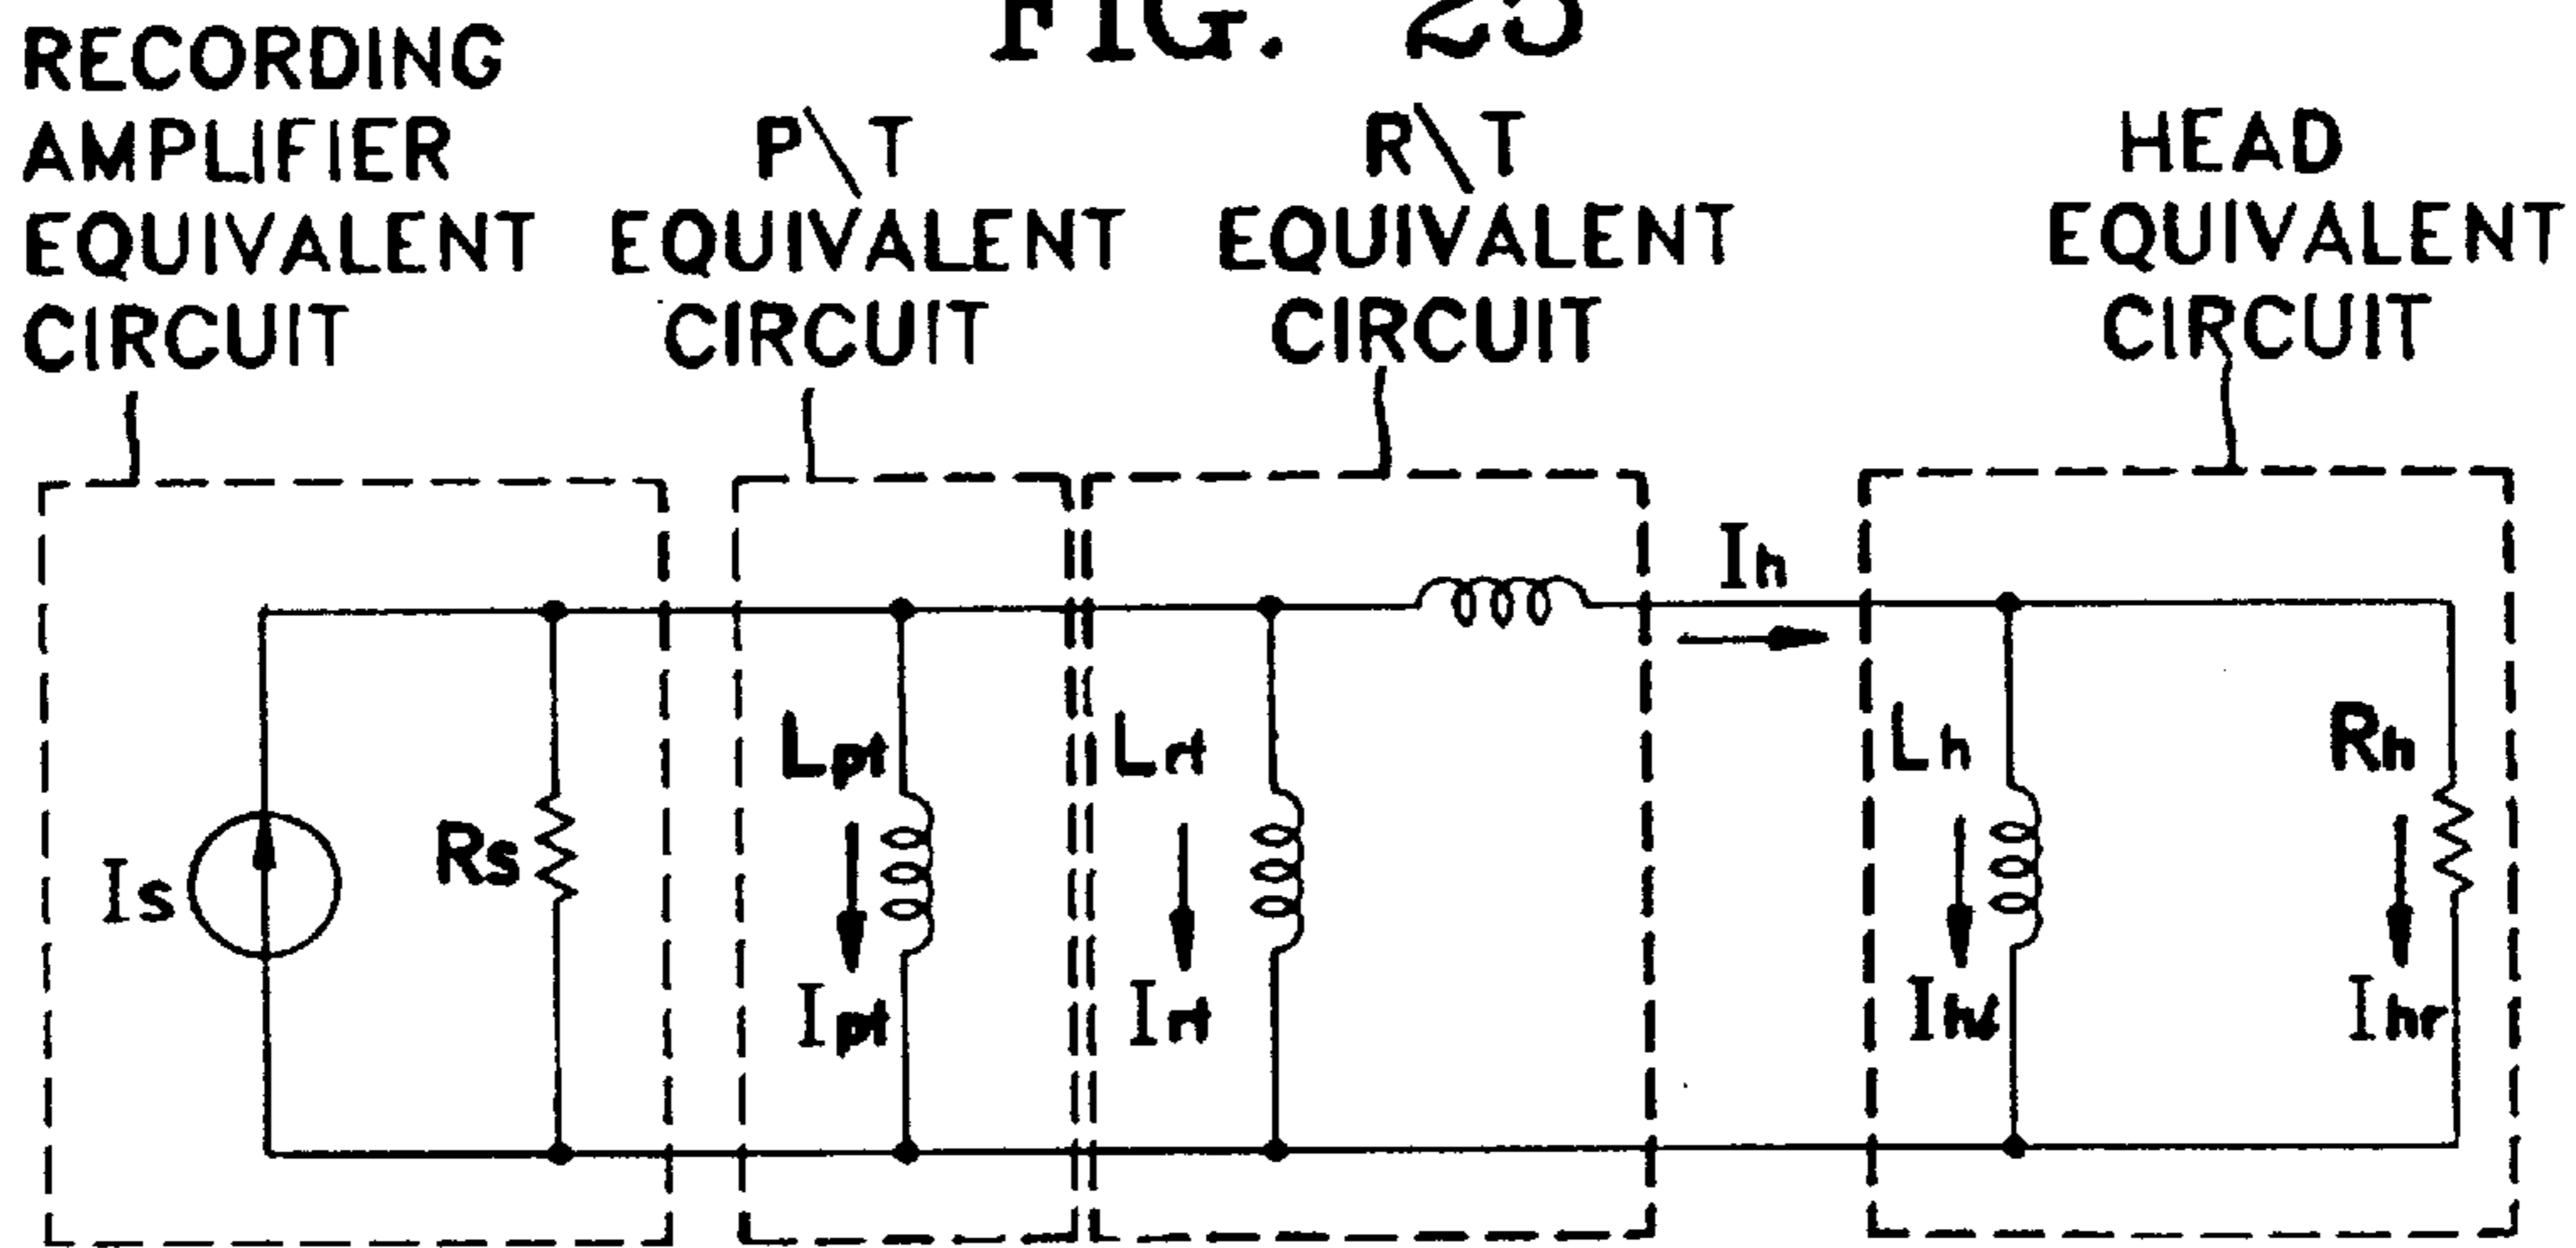 FIG. 25
RECORDING
AMPLIFIER
EQUIVALENT
CIRCUIT
P\T
EQUIVALENT
CIRCUIT
R\T
EQUIVALENT
CIRCUIT
HEAD
EQUIVALENT
CIRCUIT
Ih
Is
Rs
Lpt
Ipt
Lrt
Irt
Lh
Ihl
Rh
Ihr